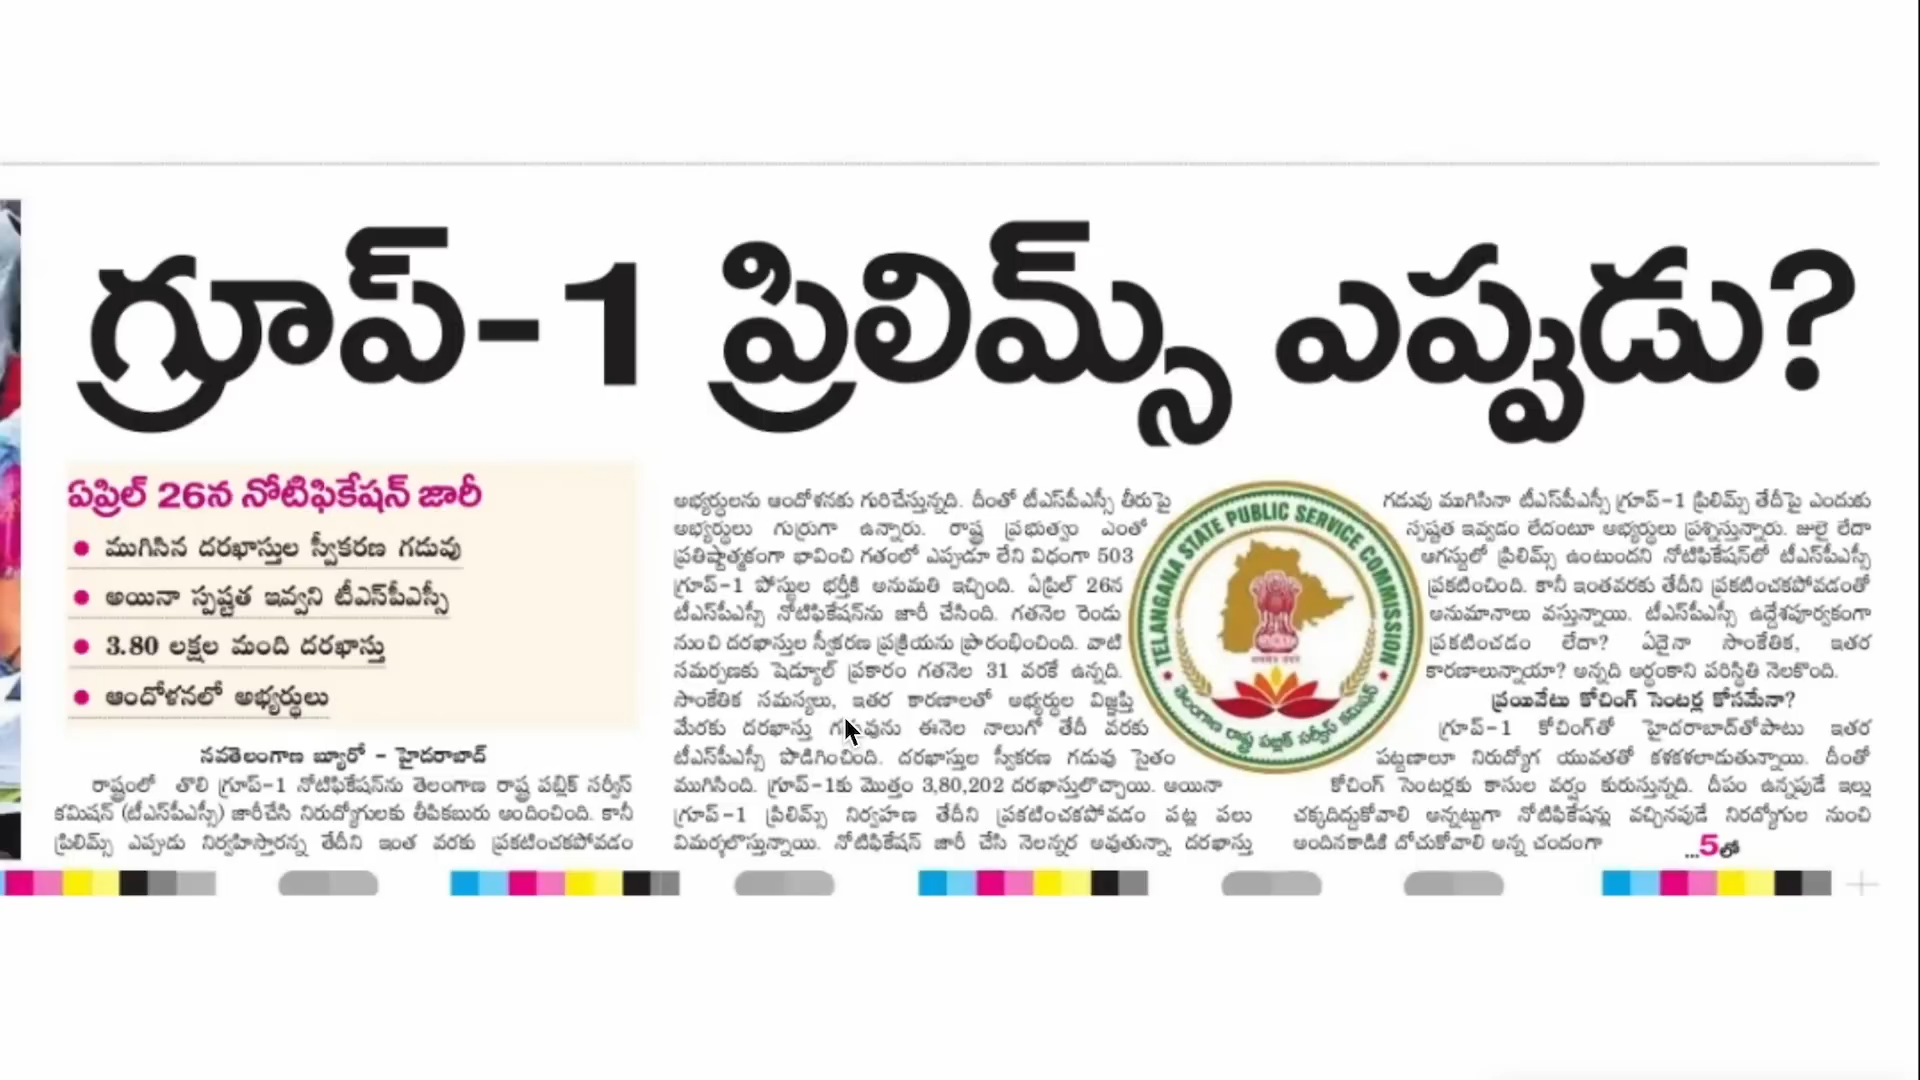 గ్రూప్-1 ప్రిలిమ్స్ ఎప్పుడు?
ఏప్రిల్ 26న నోటిఫికేషన్ జారీ
● ముగిసిన దరఖాస్తుల స్వీకరణ గడువు
● అయినా స్పష్టత ఇవ్వని టీఎస్‌పీఎస్సీ
● 3.80 లక్షల మంది దరఖాస్తు
● ఆందోళనలో అభ్యర్థులు
నవతెలంగాణ బ్యూరో - హైదరాబాద్
రాష్ట్రంలో తొలి గ్రూప్-1 నోటిఫికేషన్‌ను తెలంగాణ రాష్ట్ర పబ్లిక్ సర్వీస్
కమిషన్ (టీఎస్‌పీఎస్సీ) జారీచేసి నిరుద్యోగులకు తీపికబురు అందించింది. కానీ
ప్రిలిమ్స్ ఎప్పుడు నిర్వహిస్తారన్న తేదీని ఇంత వరకు ప్రకటించకపోవడం
అభ్యర్థులను ఆందోళనకు గురిచేస్తున్నది. దీంతో టీఎస్‌పీఎస్సీ తీరుపై
అభ్యర్థులు గుర్రుగా ఉన్నారు. రాష్ట్ర ప్రభుత్వం ఎంతో
ప్రతిష్టాత్మకంగా భావించి గతంలో ఎప్పుడూ లేని విధంగా 503
గ్రూప్-1 పోస్టుల భర్తీకి అనుమతి ఇచ్చింది. ఏప్రిల్ 26న
టీఎస్‌పీఎస్సీ నోటిఫికేషన్‌ను జారీ చేసింది. గతనెల రెండు
నుంచి దరఖాస్తుల స్వీకరణ ప్రక్రియను ప్రారంభించింది. వాటి
సమర్పణకు షెడ్యూల్ ప్రకారం గతనెల 31 వరకే ఉన్నది.
సాంకేతిక సమస్యలు, ఇతర కారణాలతో అభ్యర్థుల విజ్ఞప్తి
మేరకు దరఖాస్తు గడువును ఈనెల నాలుగో తేదీ వరకు
టీఎస్‌పీఎస్సీ పొడిగించింది. దరఖాస్తుల స్వీకరణ గడువు సైతం
ముగిసింది. గ్రూప్-1కు మొత్తం 3,80,202 దరఖాస్తులొచ్చాయి. అయినా
గ్రూప్-1 ప్రిలిమ్స్ నిర్వహణ తేదీని ప్రకటించకపోవడం పట్ల పలు
విమర్శలొస్తున్నాయి. నోటిఫికేషన్ జారీ చేసి నెలన్నర అవుతున్నా, దరఖాస్తు
TELANGANA STATE PUBLIC SERVICE COMMISSION
తెలంగాణ రాష్ట్ర పబ్లిక్ సర్వీస్ కమిషన్
గడువు ముగిసినా టీఎస్‌పీఎస్సీ గ్రూప్-1 ప్రిలిమ్స్ తేదీపై ఎందుకు
స్పష్టత ఇవ్వడం లేదంటూ అభ్యర్థులు ప్రశ్నిస్తున్నారు. జులై లేదా
ఆగస్టులో ప్రిలిమ్స్ ఉంటుందని నోటిఫికేషన్‌లో టీఎస్‌పీఎస్సీ
ప్రకటించింది. కానీ ఇంతవరకు తేదీని ప్రకటించకపోవడంతో
అనుమానాలు వస్తున్నాయి. టీఎస్‌పీఎస్సీ ఉద్దేశపూర్వకంగా
ప్రకటించడం లేదా? ఏదైనా సాంకేతిక, ఇతర
కారణాలున్నాయా? అన్నది అర్థంకాని పరిస్థితి నెలకొంది.
ప్రయివేటు కోచింగ్ సెంటర్ల కోసమేనా?
గ్రూప్-1 కోచింగ్‌తో హైదరాబాద్‌తోపాటు ఇతర
పట్టణాలూ నిరుద్యోగ యువతతో కళకళలాడుతున్నాయి. దీంతో
కోచింగ్ సెంటర్లకు కాసుల వర్షం కురుస్తున్నది. దీపం ఉన్నపుడే ఇల్లు
చక్కదిద్దుకోవాలి అన్నట్టుగా నోటిఫికేషన్లు వచ్చినపుడే నిరద్యోగుల నుంచి
అందినకాడికి దోచుకోవాలి అన్న చందంగా ...5లో